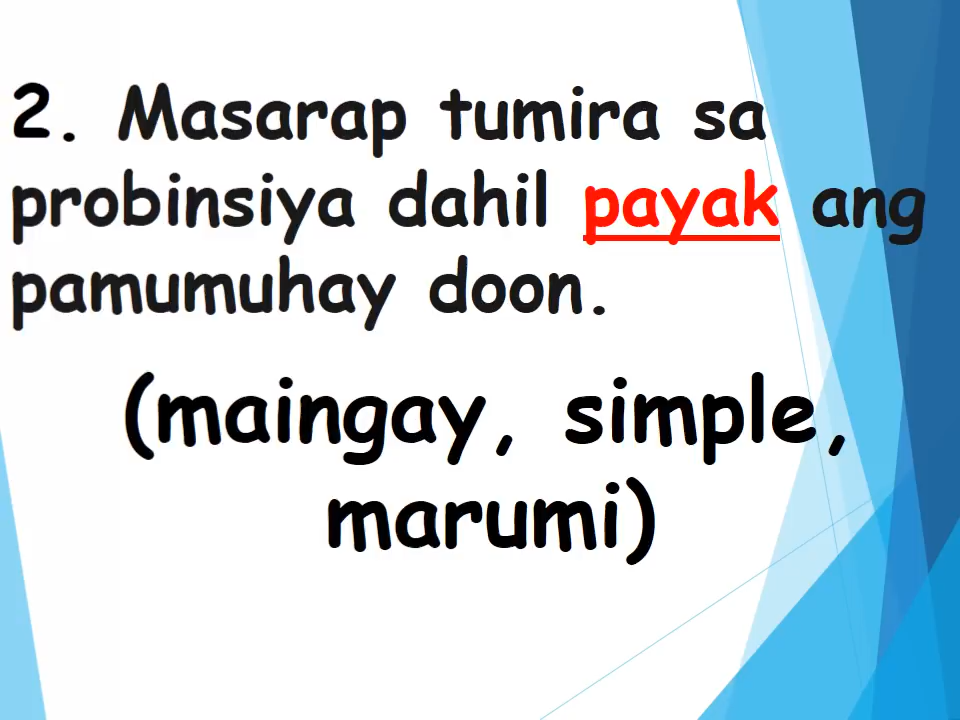 2. Masarap tumira sa
probinsiya dahil payak ang
pamumuhay doon.
(maingay, simple,
marumi)